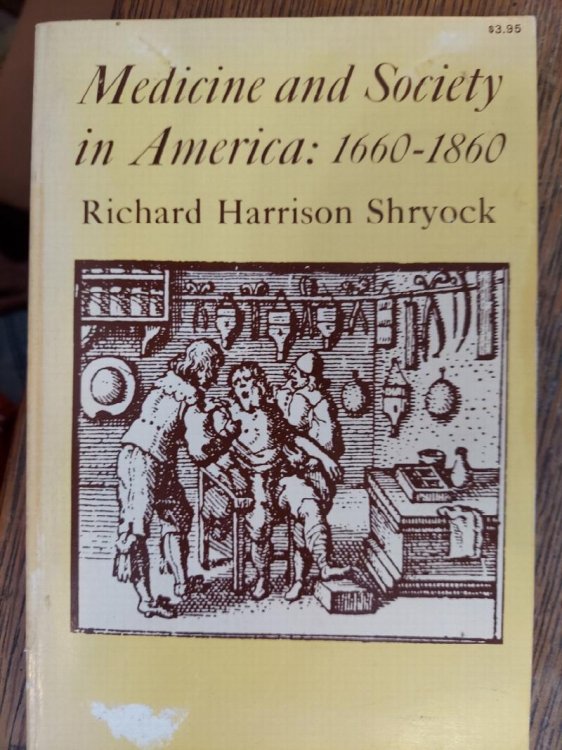 $3.95
Medicine and Society
in America: 1660-1860
Richard Harrison Shryock